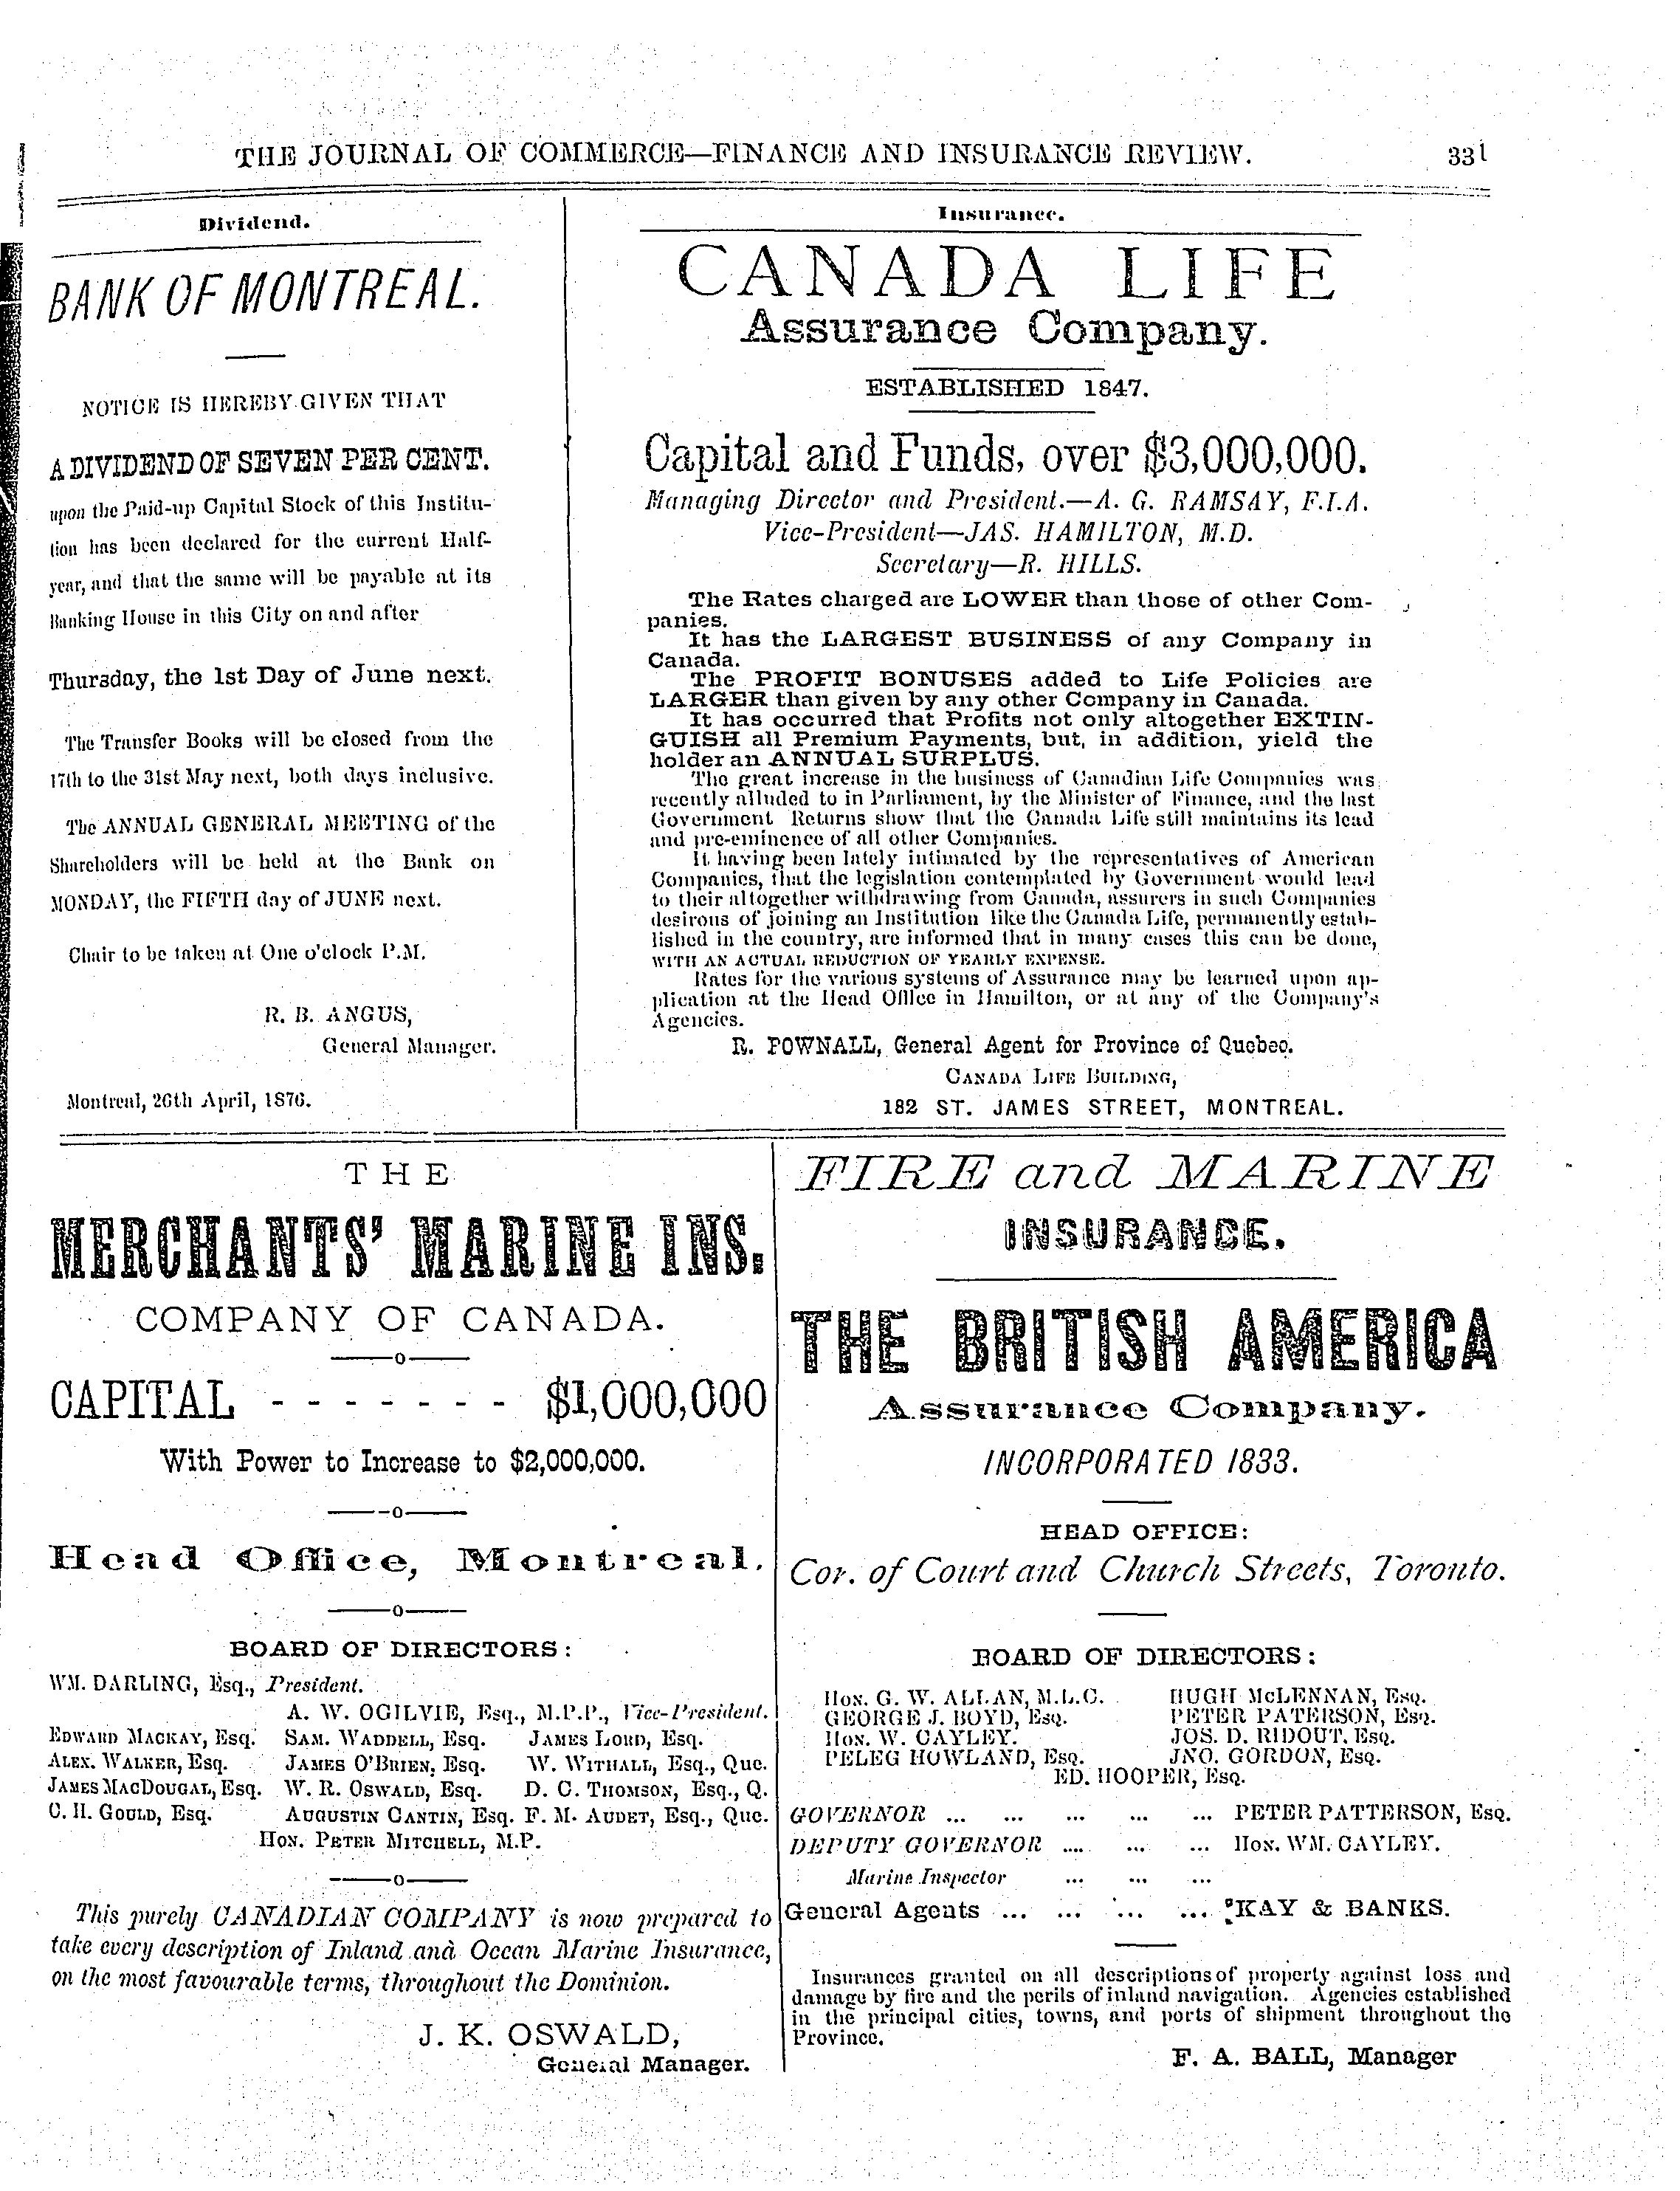 THE JOURNAL OF COMMERCE—FINANCE AND INSURANCE REVIEW. 331
Dividend.
BANK OF MONTREAL.
NOTICE IS HEREBY GIVEN THAT
A DIVIDEND OF SEVEN PER CENT.
upon the Paid-up Capital Stock of this Institu-
tion has been declared for the current Half-
year, and that the same will be payable at its
Banking House in this City on and after
Thursday, the 1st Day of June next.
The Transfer Books will be closed from the
17th to the 31st May next, both days inclusive.
The ANNUAL GENERAL MEETING of the
Shareholders will be held at the Bank on
MONDAY, the FIFTH day of JUNE next.
Chair to be taken at One o'clock P.M.
R. B. ANGUS,
General Manager.
Montreal, 26th April, 1876.
Insurance.
CANADA LIFE
Assurance Company.
ESTABLISHED 1847.
Capital and Funds, over $3,000,000.
Managing Director and President.—A. G. RAMSAY, F.I.A.
Vice-President—JAS. HAMILTON, M.D.
Secretary—R. HILLS.
The Rates charged are LOWER than those of other Com-
panies.
It has the LARGEST BUSINESS of any Company in
Canada.
The PROFIT BONUSES added to Life Policies are
LARGER than given by any other Company in Canada.
It has occurred that Profits not only altogether EXTIN-
GUISH all Premium Payments, but, in addition, yield the
holder an ANNUAL SURPLUS.
The great increase in the business of Canadian Life Companies was
recently alluded to in Parliament, by the Minister of Finance, and the last
Government Returns show that the Canada Life still maintains its lead
and pre-eminence of all other Companies.
It having been lately intimated by the representatives of American
Companies, that the legislation contemplated by Government would lead
to their altogether withdrawing from Canada, assurers in such Companies
desirous of joining an Institution like the Canada Life, permanently estab-
lished in the country, are informed that in many cases this can be done,
WITH AN ACTUAL REDUCTION OF YEARLY EXPENSE.
Rates for the various systems of Assurance may be learned upon ap-
plication at the Head Office in Hamilton, or at any of the Company's
Agencies.
R. POWNALL, General Agent for Province of Quebec.
CANADA LIFE BUILDING,
182 ST. JAMES STREET, MONTREAL.
THE
MERCHANTS' MARINE INS.
COMPANY OF CANADA.
CAPITAL - - - - - - - $1,000,000
With Power to Increase to $2,000,000.
Head Office, Montreal.
BOARD OF DIRECTORS:
WM. DARLING, Esq., President.
A. W. OGILVIE, Esq., M.P.P., Vice-President.
EDWARD MACKAY, Esq. SAM. WADDELL, Esq. JAMES LORD, Esq.
ALEX. WALKER, Esq. JAMES O'BRIEN, Esq. W. WITHALL, Esq., Que.
JAMES MACDOUGAL, Esq. W. R. OSWALD, Esq. D. C. THOMSON, Esq., Q.
C. H. GOULD, Esq. AUGUSTIN CANTIN, Esq. F. M. AUDET, Esq., Que.
HON. PETER MITCHELL, M.P.
This purely CANADIAN COMPANY is now prepared to
take every description of Inland and Ocean Marine Insurance,
on the most favourable terms, throughout the Dominion.
J. K. OSWALD,
General Manager.
FIRE and MARINE
INSURANCE.
THE BRITISH AMERICA
Assurance Company.
INCORPORATED 1833.
HEAD OFFICE:
Cor. of Court and Church Streets, Toronto.
BOARD OF DIRECTORS:
HON. G. W. ALLAN, M.L.C. HUGH McLENNAN, ESQ.
GEORGE J. BOYD, ESQ. PETER PATERSON, ESQ.
HON. W. CAYLEY. JOS. D. RIDOUT, ESQ.
PELEG HOWLAND, ESQ. JNO. GORDON, ESQ.
ED. HOOPER, ESQ.
GOVERNOR ... ... ... ... ... PETER PATTERSON, ESQ.
DEPUTY GOVERNOR .... ... ... HON. WM. CAYLEY.
Marine Inspector ... ... ...
General Agents ... ... ... ... KAY & BANKS.
Insurances granted on all descriptions of property against loss and
damage by fire and the perils of inland navigation. Agencies established
in the principal cities, towns, and ports of shipment throughout the
Province.
F. A. BALL, Manager